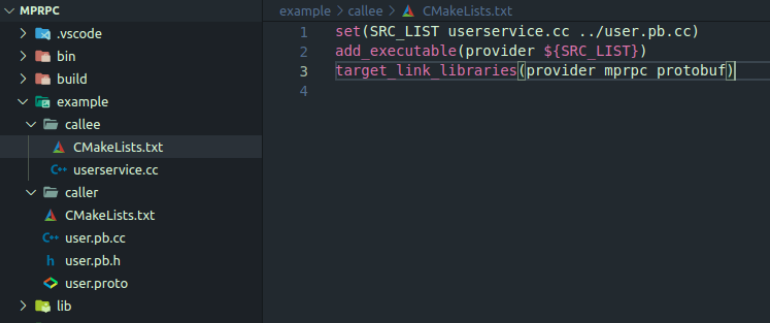 MPRPC
.vscode
bin
build
example
callee
CMakeLists.txt
C++ userservice.cc
caller
CMakeLists.txt
C++ user.pb.cc
h user.pb.h
user.proto
lib
example > callee > CMakeLists.txt
1 set(SRC_LIST userservice.cc ../user.pb.cc)
2 add_executable(provider ${SRC_LIST})
3 target_link_libraries(provider mprpc protobuf)
4